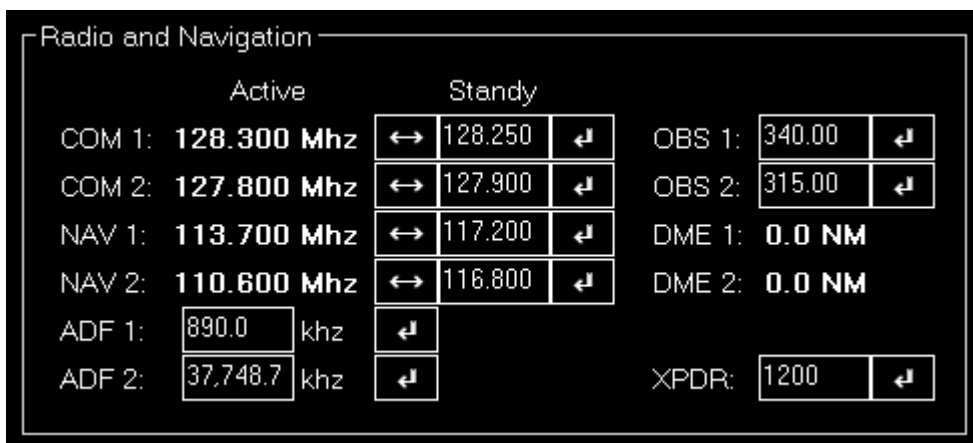 Radio and Navigation
Active Standy
COM 1: 128.300 Mhz ↔ 128.250 ↵ OBS 1: 340.00 ↵
COM 2: 127.800 Mhz ↔ 127.900 ↵ OBS 2: 315.00 ↵
NAV 1: 113.700 Mhz ↔ 117.200 ↵ DME 1: 0.0 NM
NAV 2: 110.600 Mhz ↔ 116.800 ↵ DME 2: 0.0 NM
ADF 1: 890.0 khz ↵
ADF 2: 37,748.7 khz ↵ XPDR: 1200 ↵